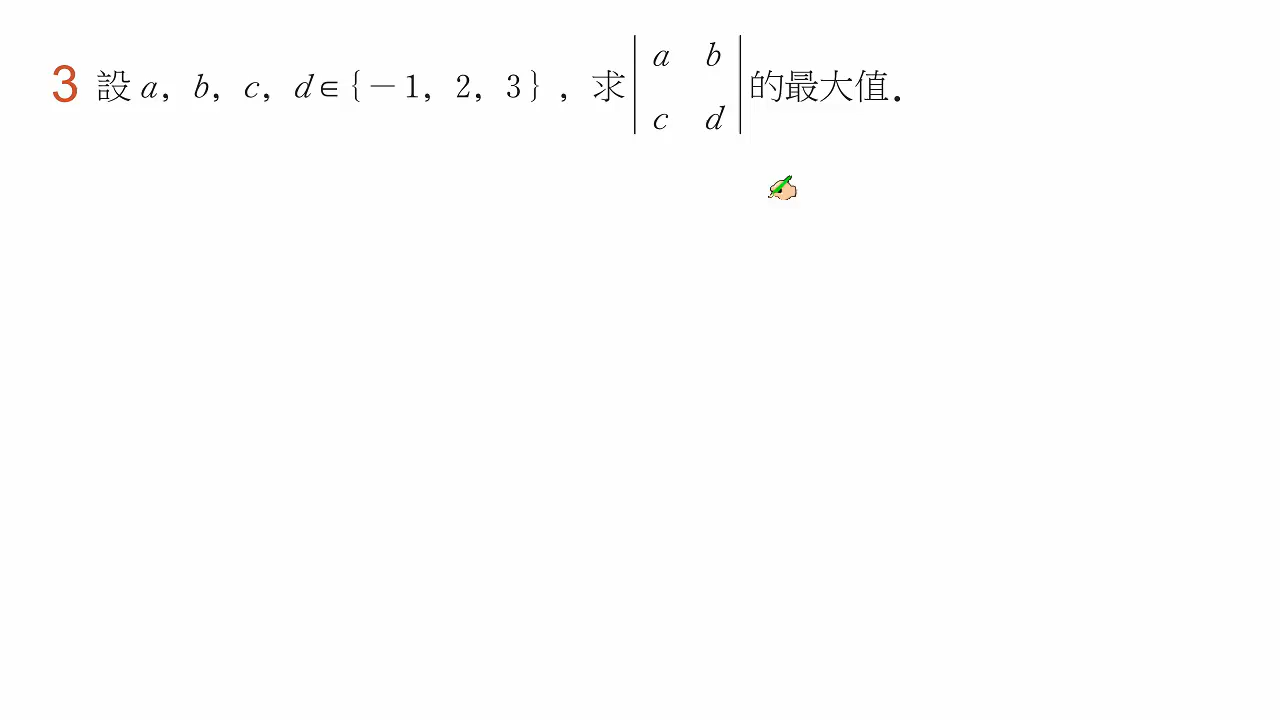 3 設 a, b, c, d∈{-1, 2, 3}, 求 | a b | 的最大值.
c d